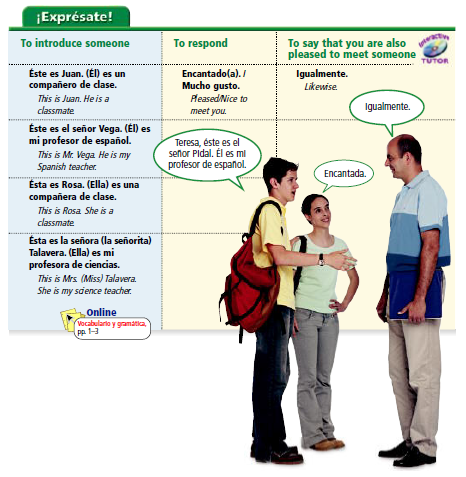 ¡Exprésate!
To introduce someone
To respond
To say that you are also
pleased to meet someone
Interactive
TUTOR
Éste es Juan. (Él) es un
compañero de clase.
This is Juan. He is a
classmate.
Encantado(a). /
Mucho gusto.
Pleased/Nice to
meet you.
Igualmente.
Likewise.
Éste es el señor Vega. (Él) es
mi profesor de español.
This is Mr. Vega. He is my
Spanish teacher.
Ésta es Rosa. (Ella) es una
compañera de clase.
This is Rosa. She is a
classmate.
Ésta es la señora (la señorita)
Talavera. (Ella) es mi
profesora de ciencias.
This is Mrs. (Miss) Talavera.
She is my science teacher.
Teresa, éste es el
señor Pidal. Él es mi
profesor de español.
Encantada.
Igualmente.
Online
Vocabulario y gramática,
pp. 1–3